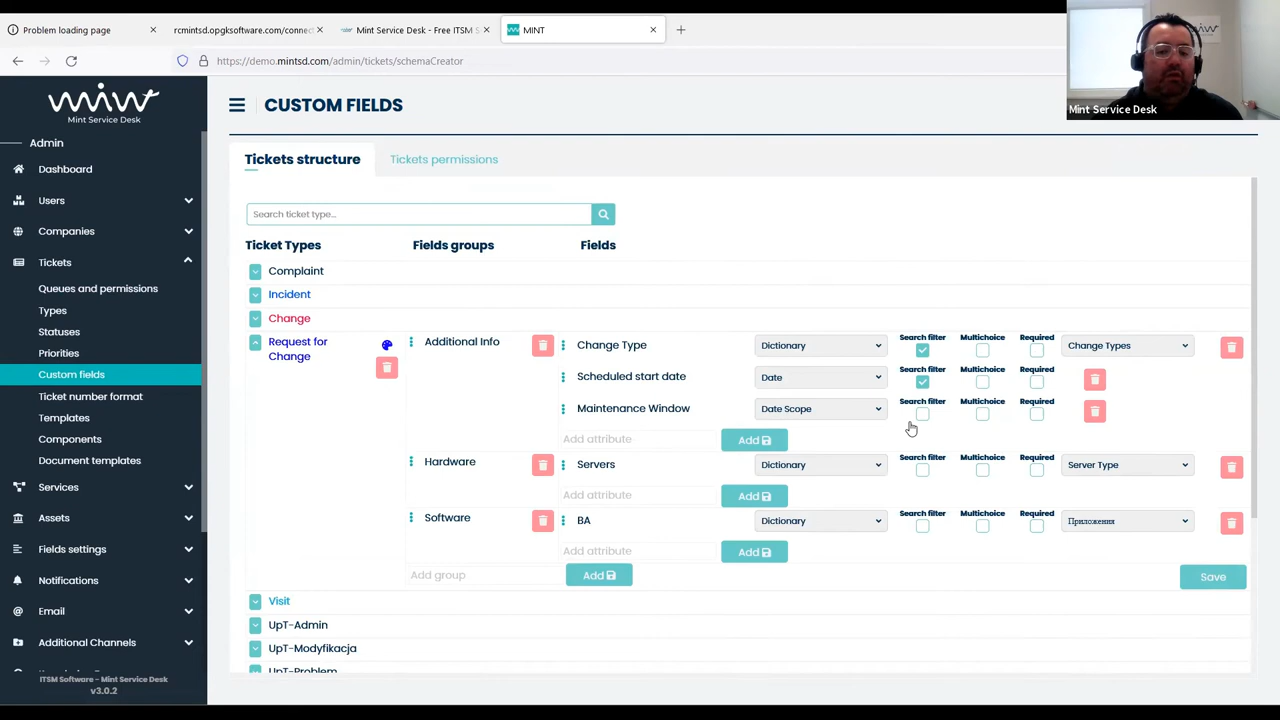 Problem loading page
rcmintsd.opgksoftware.com/connect
Mint Service Desk - Free ITSM S
MINT
https://demo.mintsd.com/admin/tickets/schemaCreator
Mint Service Desk
Mint Service Desk
CUSTOM FIELDS
Admin
Dashboard
Users
Companies
Tickets
Queues and permissions
Types
Statuses
Priorities
Custom fields
Ticket number format
Templates
Components
Document templates
Services
Assets
Fields settings
Notifications
Email
Additional Channels
ITSM Software - Mint Service Desk
v3.0.2
Tickets structure
Tickets permissions
Search ticket type...
Ticket Types Fields groups Fields
Complaint
Incident
Change
Request for
Change
Additional Info
Change Type Dictionary Search filter Multichoice Required Change Types
Scheduled start date Date Search filter Multichoice Required
Maintenance Window Date Scope Search filter Multichoice Required
Add attribute Add
Hardware
Servers Dictionary Search filter Multichoice Required Server Type
Add attribute Add
Software
BA Dictionary Search filter Multichoice Required Приложения
Add attribute Add
Add group Add
Save
Visit
UpT-Admin
UpT-Modyfikacja
UpT-Problem